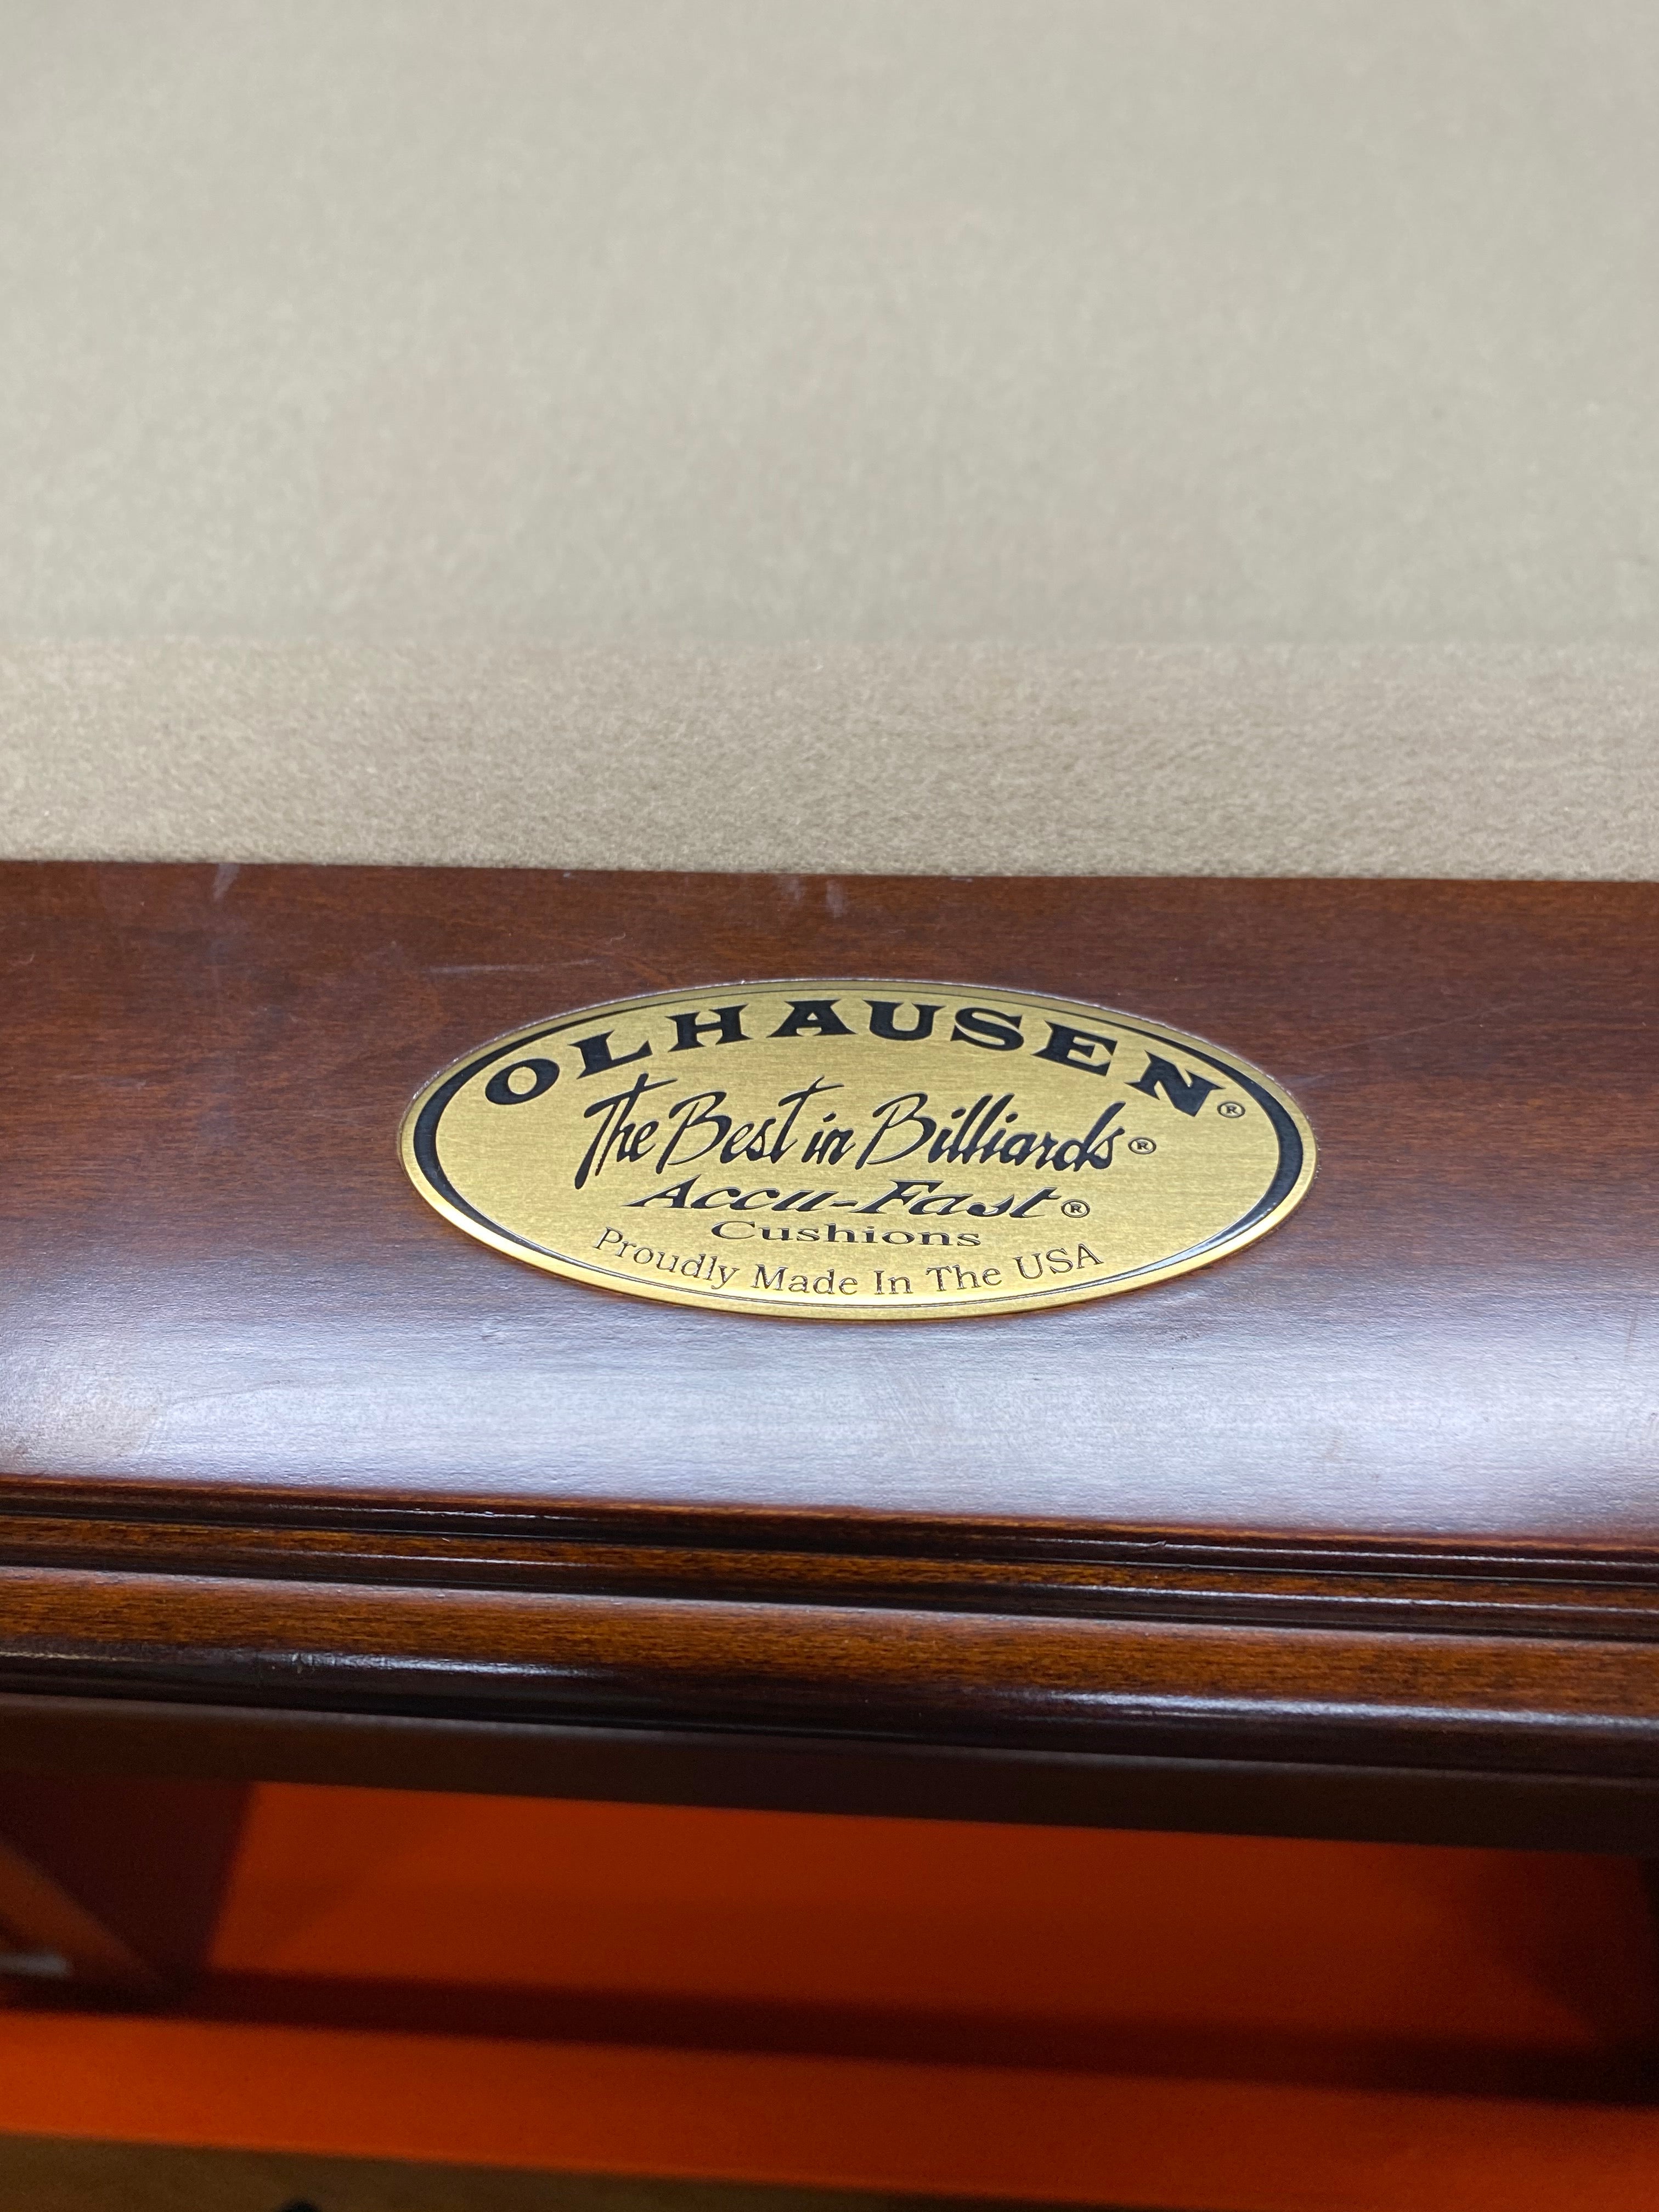 OLHAUSEN®
The Best in Billiards®
Accu-Fast®
Cushions
Proudly Made In The USA